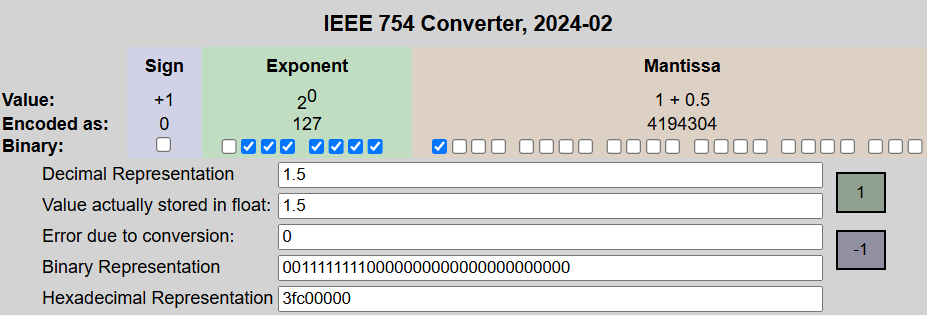 IEEE 754 Converter, 2024-02
Sign Exponent Mantissa
Value: +1 2^0 1 + 0.5
Encoded as: 0 127 4194304
Binary:
Decimal Representation 1.5
1
Value actually stored in float: 1.5
Error due to conversion: 0
-1
Binary Representation 00111111110000000000000000000000
Hexadecimal Representation 3fc00000